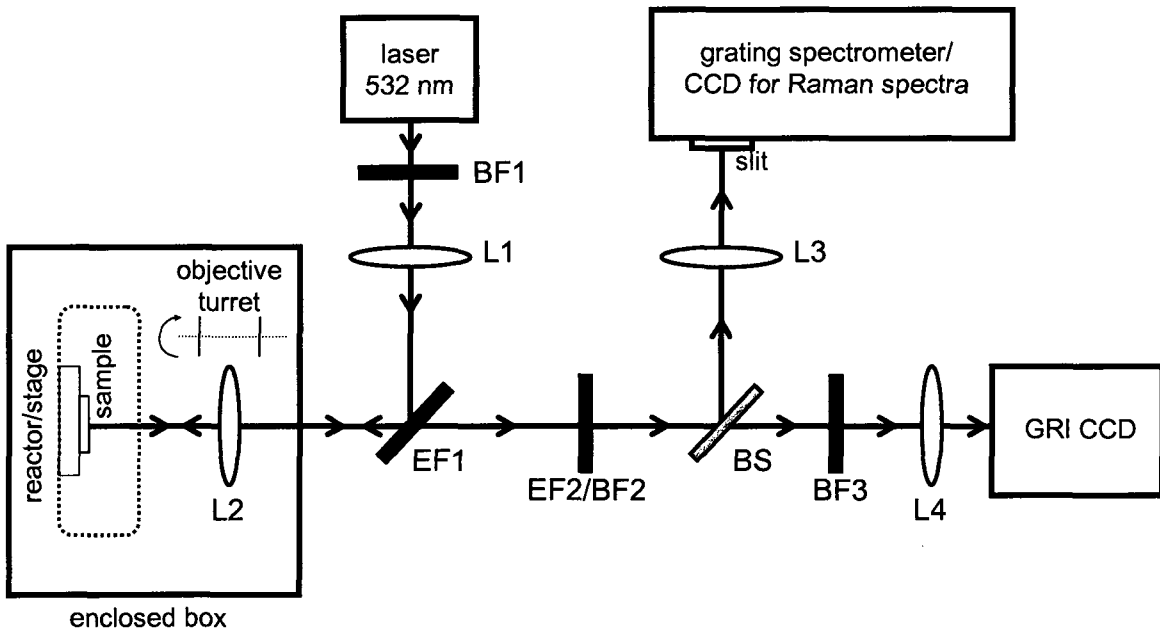 laser
532 nm
grating spectrometer/
CCD for Raman spectra
slit
BF1
L1
L3
objective
turret
reactor/stage
sample
L2
EF1
EF2/BF2
BS
BF3
L4
GRI CCD
enclosed box